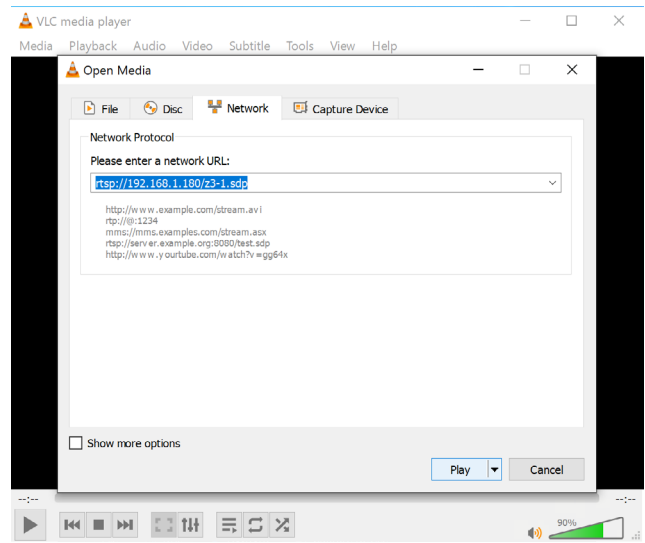 VLC media player
Media Playback Audio Video Subtitle Tools View Help
Open Media
File Disc Network Capture Device
Network Protocol
Please enter a network URL:
rtsp://192.168.1.180/z3-1.sdp
http://www.example.com/stream.avi
rtp://@:1234
mms://mms.examples.com/stream.asx
rtsp://server.example.org:8080/test.sdp
http://www.yourtube.com/watch?v=gg64x
Show more options
Play Cancel
--:-- --:--
90%